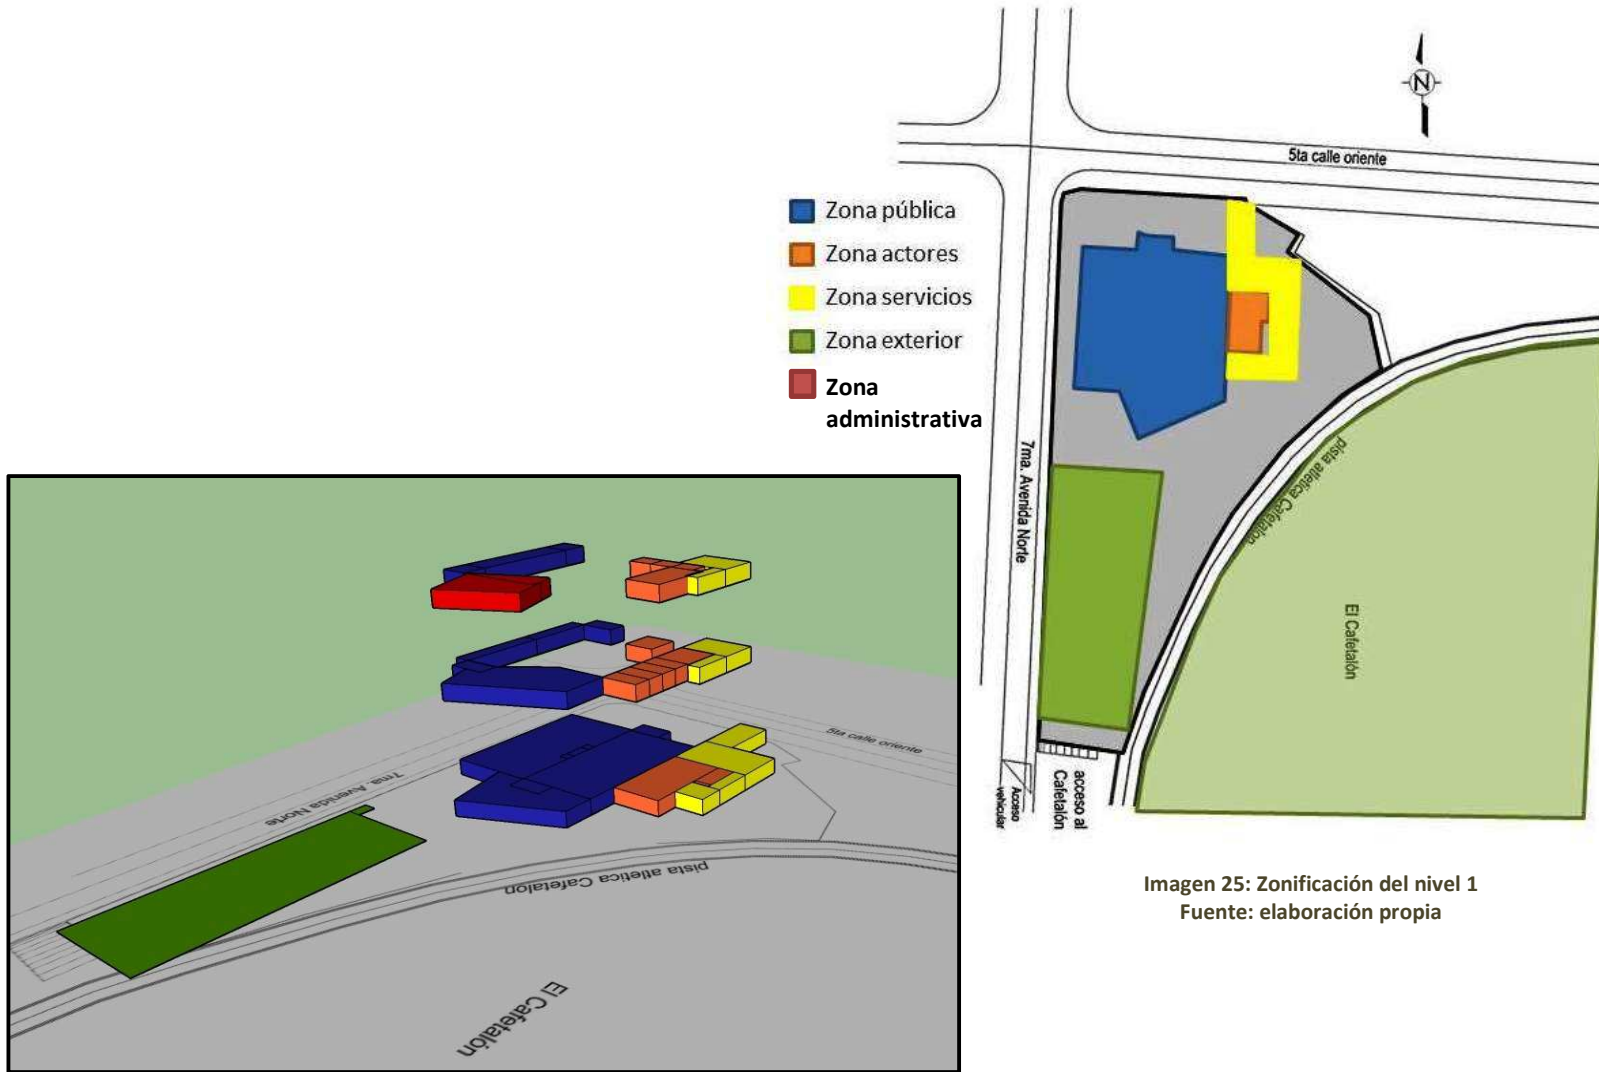 N
5ta calle oriente
Zona pública
Zona actores
Zona servicios
Zona exterior
Zona
administrativa
7ma. Avenida Norte
pista atletica Cafetalon
El Cafetalón
Acceso
vehicular
acceso al
Cafetalón
5ta calle oriente
7ma. Avenida Norte
pista atletica Cafetalon
El Cafetalón
Imagen 25: Zonificación del nivel 1
Fuente: elaboración propia